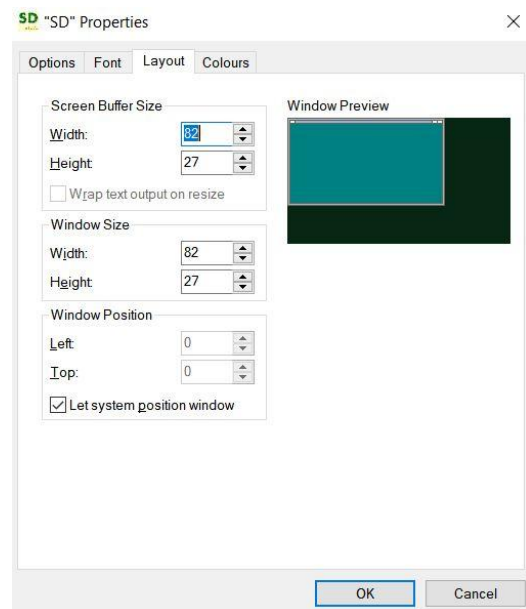 SD "SD" Properties
Options Font Layout Colours
Screen Buffer Size
Width: 82
Height: 27
Wrap text output on resize
Window Size
Width: 82
Height: 27
Window Position
Left: 0
Top: 0
Let system position window
Window Preview
OK Cancel